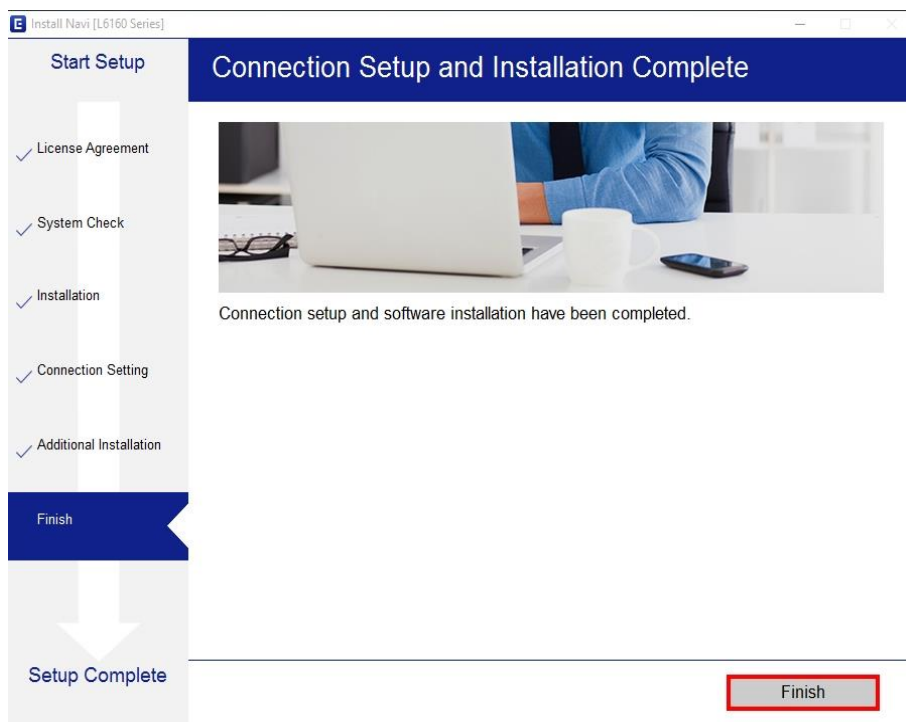 Install Navi [L6160 Series]
Start Setup
Connection Setup and Installation Complete
License Agreement
System Check
Installation
Connection Setting
Additional Installation
Finish
Setup Complete
Connection setup and software installation have been completed.
Finish